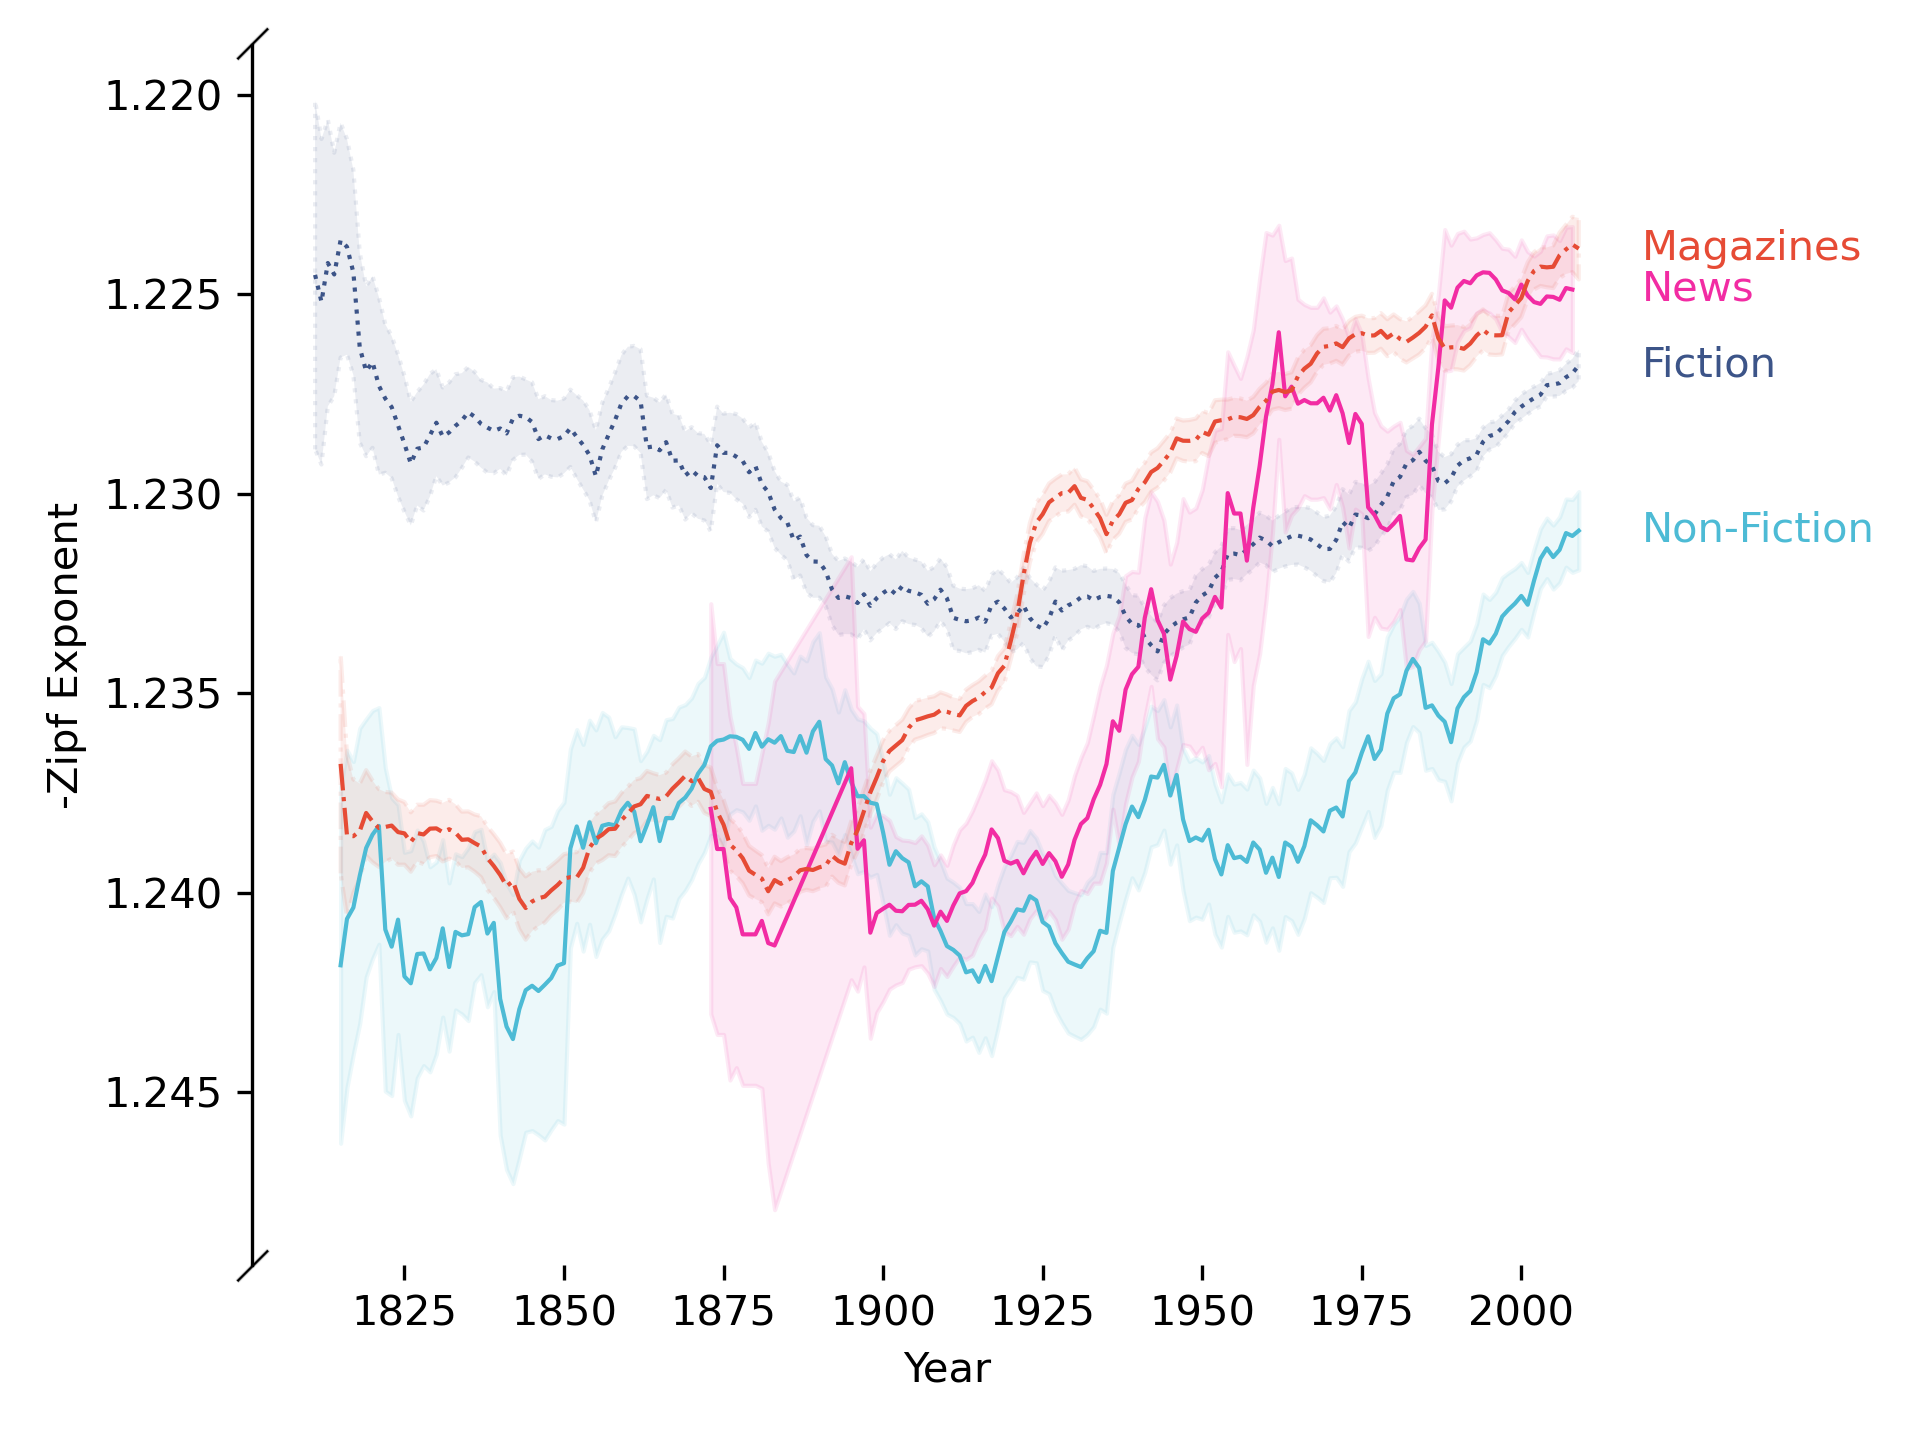 1.220
1.225
1.230
1.235
1.240
1.245
-Zipf Exponent
1825 1850 1875 1900 1925 1950 1975 2000
Year
Magazines
News
Fiction
Non-Fiction